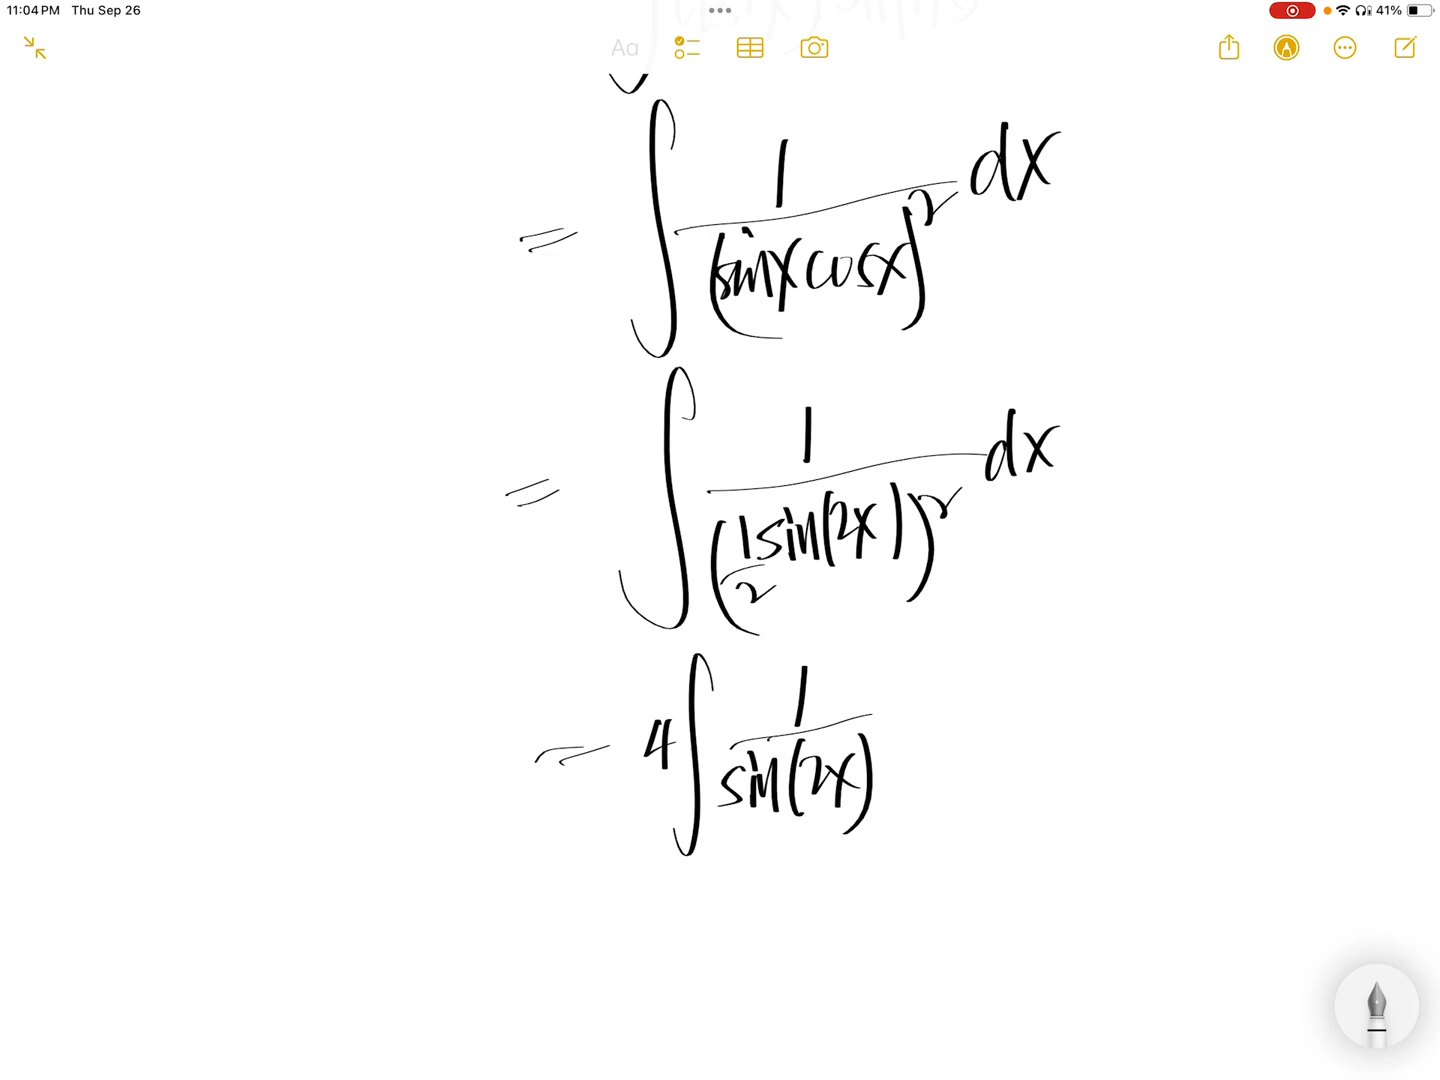 11:04 PM Thu Sep 26
41%
Aa
= ∫ 1/(sinx cosx)² dx
= ∫ 1/(1/2 sin(2x))² dx
= 4 ∫ 1/sin(2x)